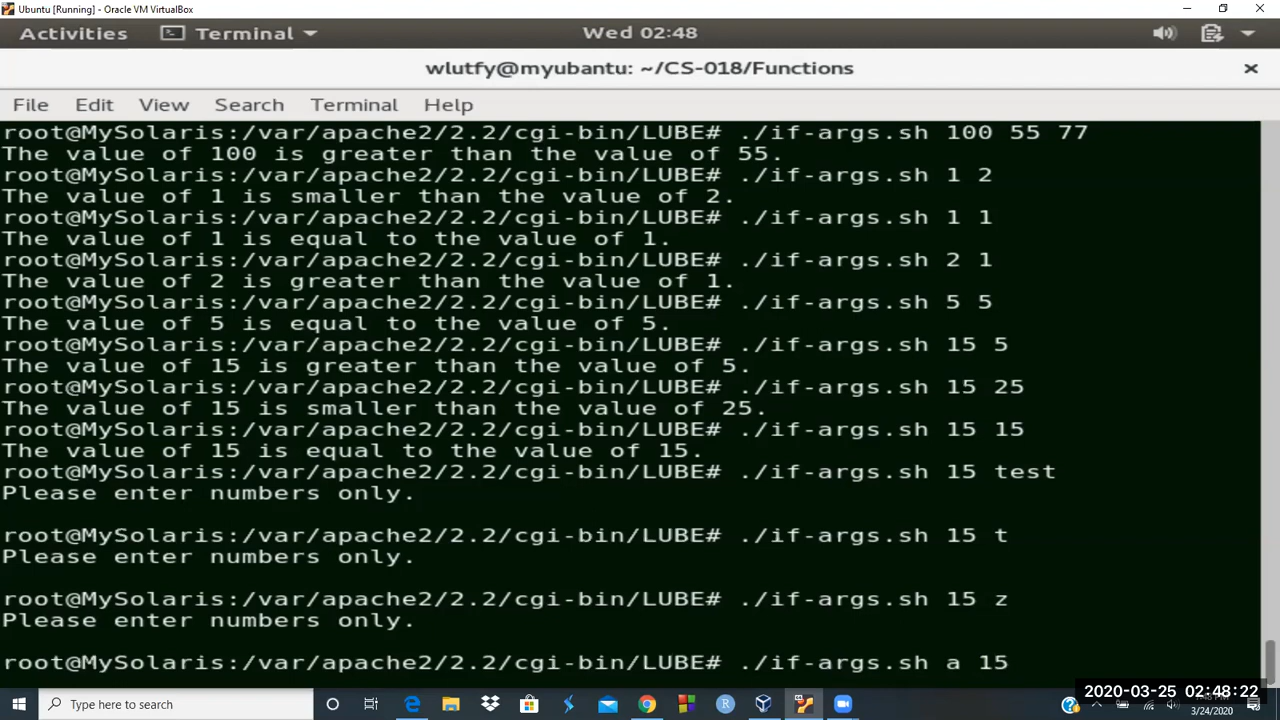 Ubuntu [Running] - Oracle VM VirtualBox
Activities Terminal Wed 02:48
wlutfy@myubantu: ~/CS-018/Functions
File Edit View Search Terminal Help
root@MySolaris:/var/apache2/2.2/cgi-bin/LUBE# ./if-args.sh 100 55 77
The value of 100 is greater than the value of 55.
root@MySolaris:/var/apache2/2.2/cgi-bin/LUBE# ./if-args.sh 1 2
The value of 1 is smaller than the value of 2.
root@MySolaris:/var/apache2/2.2/cgi-bin/LUBE# ./if-args.sh 1 1
The value of 1 is equal to the value of 1.
root@MySolaris:/var/apache2/2.2/cgi-bin/LUBE# ./if-args.sh 2 1
The value of 2 is greater than the value of 1.
root@MySolaris:/var/apache2/2.2/cgi-bin/LUBE# ./if-args.sh 5 5
The value of 5 is equal to the value of 5.
root@MySolaris:/var/apache2/2.2/cgi-bin/LUBE# ./if-args.sh 15 5
The value of 15 is greater than the value of 5.
root@MySolaris:/var/apache2/2.2/cgi-bin/LUBE# ./if-args.sh 15 25
The value of 15 is smaller than the value of 25.
root@MySolaris:/var/apache2/2.2/cgi-bin/LUBE# ./if-args.sh 15 15
The value of 15 is equal to the value of 15.
root@MySolaris:/var/apache2/2.2/cgi-bin/LUBE# ./if-args.sh 15 test
Please enter numbers only.
root@MySolaris:/var/apache2/2.2/cgi-bin/LUBE# ./if-args.sh 15 t
Please enter numbers only.
root@MySolaris:/var/apache2/2.2/cgi-bin/LUBE# ./if-args.sh 15 z
Please enter numbers only.
root@MySolaris:/var/apache2/2.2/cgi-bin/LUBE# ./if-args.sh a 15
Type here to search
2020-03-25 02:48:22
3/24/2020